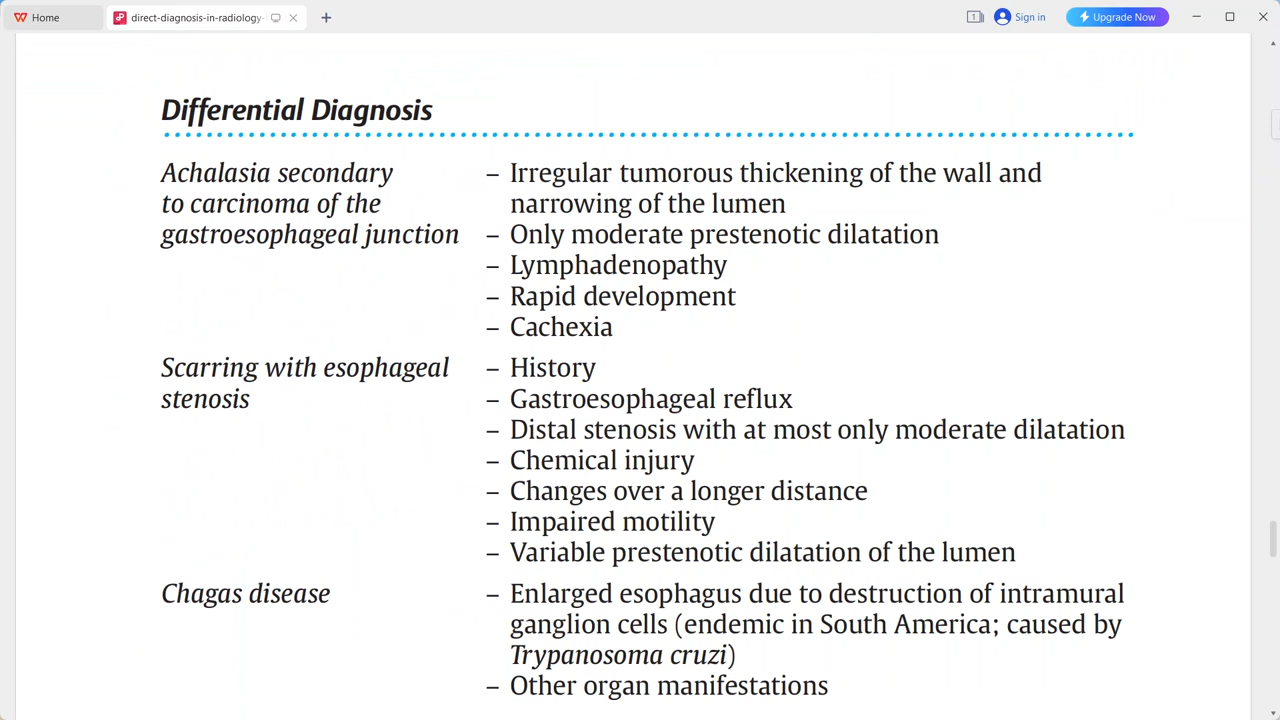 Home
direct-diagnosis-in-radiology-
1
Sign in
Upgrade Now
Differential Diagnosis
Achalasia secondary
to carcinoma of the
gastroesophageal junction
– Irregular tumorous thickening of the wall and
narrowing of the lumen
– Only moderate prestenotic dilatation
– Lymphadenopathy
– Rapid development
– Cachexia
Scarring with esophageal
stenosis
– History
– Gastroesophageal reflux
– Distal stenosis with at most only moderate dilatation
– Chemical injury
– Changes over a longer distance
– Impaired motility
– Variable prestenotic dilatation of the lumen
Chagas disease
– Enlarged esophagus due to destruction of intramural
ganglion cells (endemic in South America; caused by
Trypanosoma cruzi)
– Other organ manifestations